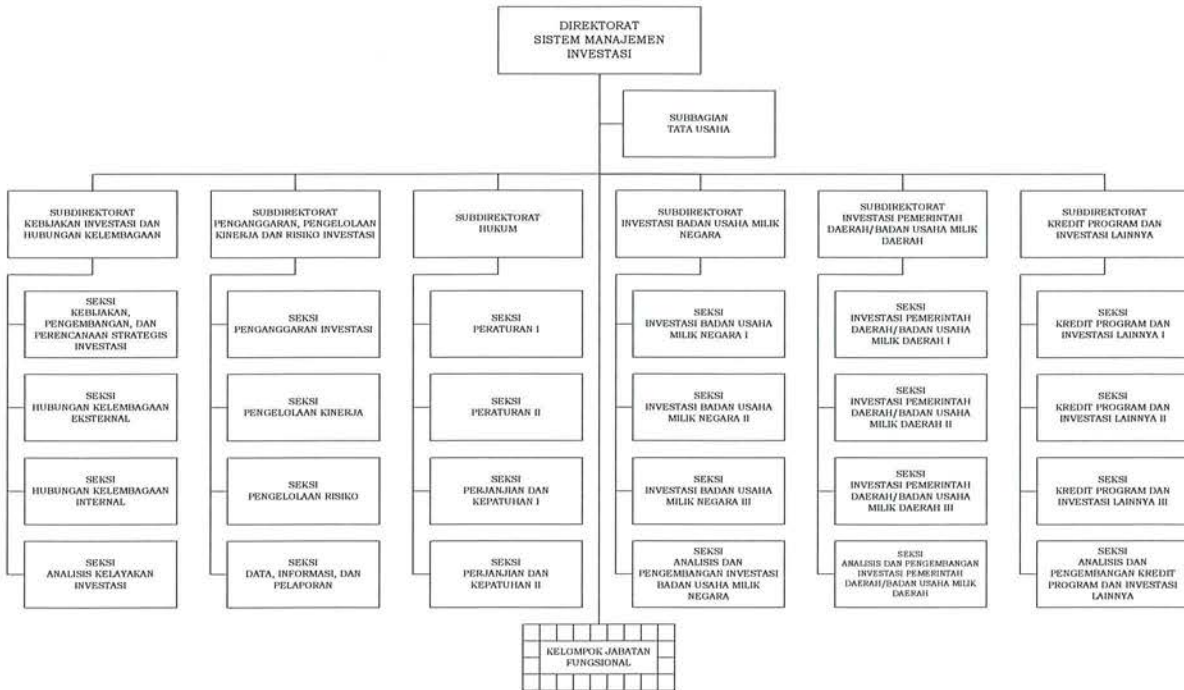 DIREKTORAT
SISTEM MANAJEMEN
INVESTASI
SUBBAGIAN
TATA USAHA
SUBDIREKTORAT
KEBIJAKAN INVESTASI DAN
HUBUNGAN KELEMBAGAAN
SUBDIREKTORAT
PENGANGGARAN, PENGELOLAAN
KINERJA DAN RISIKO INVESTASI
SUBDIREKTORAT
HUKUM
SUBDIREKTORAT
INVESTASI BADAN USAHA MILIK
NEGARA
SUBDIREKTORAT
INVESTASI PEMERINTAH
DAERAH/BADAN USAHA MILIK
DAERAH
SUBDIREKTORAT
KREDIT PROGRAM DAN
INVESTASI LAINNYA
SEKSI
KEBIJAKAN,
PENGEMBANGAN, DAN
PERENCANAAN STRATEGIS
INVESTASI
SEKSI
PENGANGGARAN INVESTASI
SEKSI
PERATURAN I
SEKSI
INVESTASI BADAN USAHA
MILIK NEGARA I
SEKSI
INVESTASI PEMERINTAH
DAERAH/BADAN USAHA
MILIK DAERAH I
SEKSI
KREDIT PROGRAM DAN
INVESTASI LAINNYA I
SEKSI
HUBUNGAN KELEMBAGAAN
EKSTERNAL
SEKSI
PENGELOLAAN KINERJA
SEKSI
PERATURAN II
SEKSI
INVESTASI BADAN USAHA
MILIK NEGARA II
SEKSI
INVESTASI PEMERINTAH
DAERAH/BADAN USAHA
MILIK DAERAH II
SEKSI
KREDIT PROGRAM DAN
INVESTASI LAINNYA II
SEKSI
HUBUNGAN KELEMBAGAAN
INTERNAL
SEKSI
PENGELOLAAN RISIKO
SEKSI
PERJANJIAN DAN
KEPATUHAN I
SEKSI
INVESTASI BADAN USAHA
MILIK NEGARA III
SEKSI
INVESTASI PEMERINTAH
DAERAH/BADAN USAHA
MILIK DAERAH III
SEKSI
KREDIT PROGRAM DAN
INVESTASI LAINNYA III
SEKSI
ANALISIS KELAYAKAN
INVESTASI
SEKSI
DATA, INFORMASI, DAN
PELAPORAN
SEKSI
PERJANJIAN DAN
KEPATUHAN II
SEKSI
ANALISIS DAN
PENGEMBANGAN INVESTASI
BADAN USAHA MILIK
NEGARA
SEKSI
ANALISIS DAN PENGEMBANGAN
INVESTASI PEMERINTAH
DAERAH/BADAN USAHA MILIK
DAERAH
SEKSI
ANALISIS DAN
PENGEMBANGAN KREDIT
PROGRAM DAN INVESTASI
LAINNYA
KELOMPOK JABATAN
FUNGSIONAL